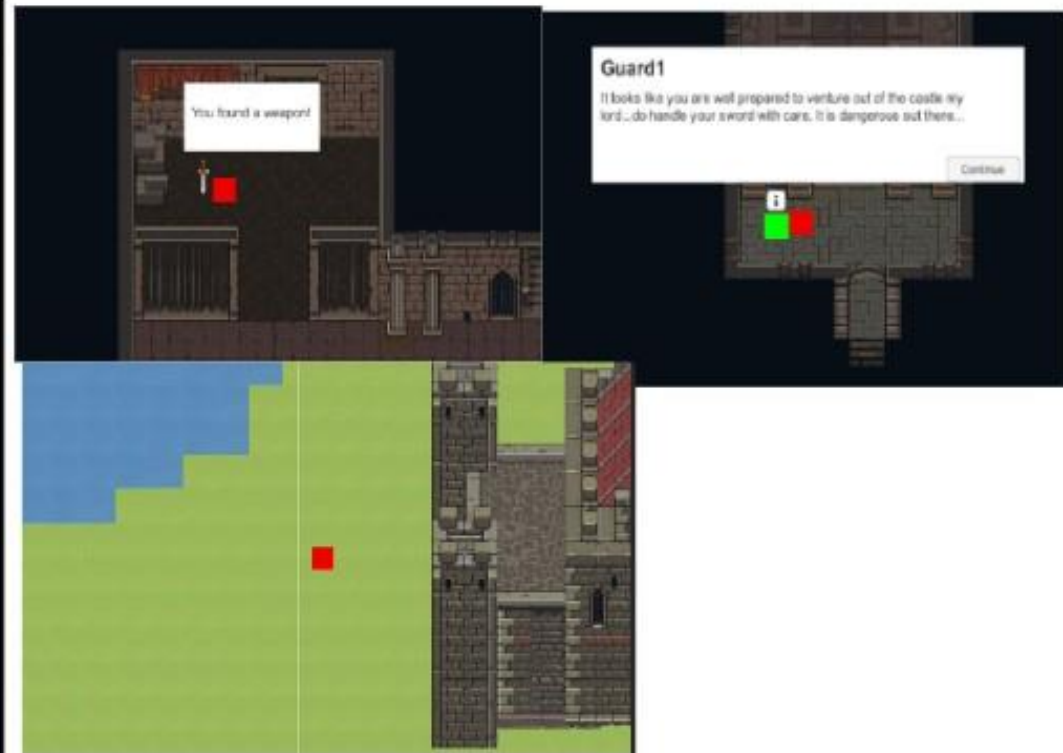 You found a weapon!
Guard1
It looks like you are well prepared to venture out of the castle my
lord...do handle your sword with care. It is dangerous out there...
Continue